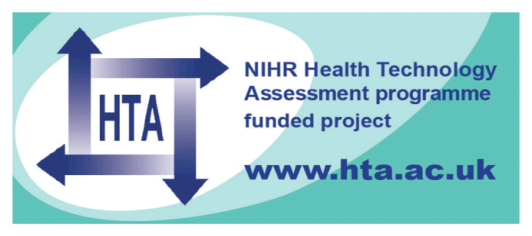 HTA
NIHR Health Technology
Assessment programme
funded project
www.hta.ac.uk